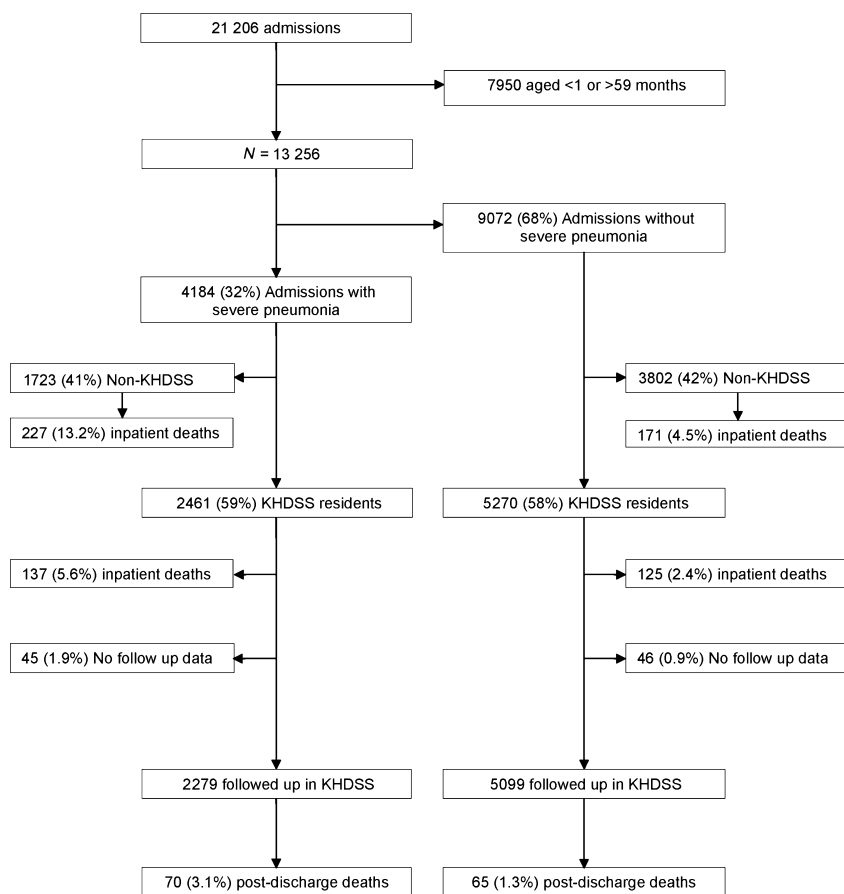 21 206 admissions
7950 aged <1 or >59 months
N = 13 256
9072 (68%) Admissions without
severe pneumonia
4184 (32%) Admissions with
severe pneumonia
1723 (41%) Non-KHDSS
3802 (42%) Non-KHDSS
227 (13.2%) inpatient deaths
171 (4.5%) inpatient deaths
2461 (59%) KHDSS residents
5270 (58%) KHDSS residents
137 (5.6%) inpatient deaths
125 (2.4%) inpatient deaths
45 (1.9%) No follow up data
46 (0.9%) No follow up data
2279 followed up in KHDSS
5099 followed up in KHDSS
70 (3.1%) post-discharge deaths
65 (1.3%) post-discharge deaths